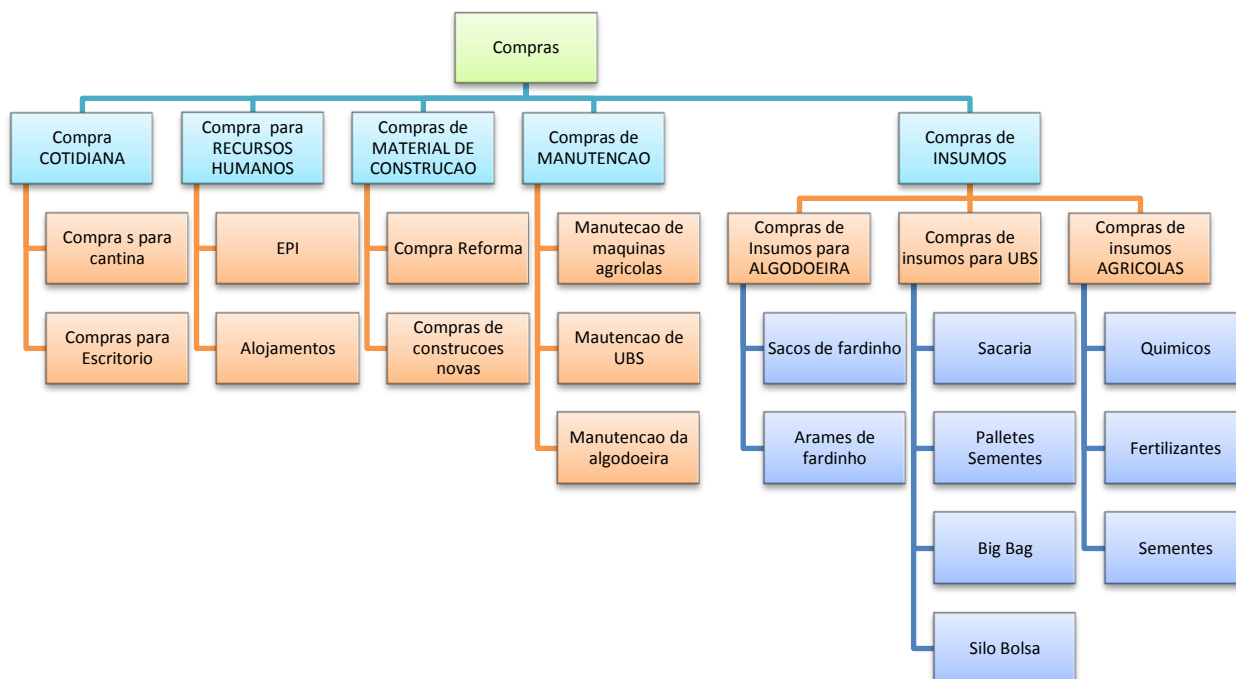 Compras
Compra
COTIDIANA
Compra para
RECURSOS
HUMANOS
Compras de
MATERIAL DE
CONSTRUCAO
Compras de
MANUTENCAO
Compras de
INSUMOS
Compra s para
cantina
Compras para
Escritorio
EPI
Alojamentos
Compra Reforma
Compras de
construcoes
novas
Manutecao de
maquinas
agricolas
Mautencao de
UBS
Manutencao da
algodoeira
Compras de
Insumos para
ALGODOEIRA
Sacos de fardinho
Arames de
fardinho
Compras de
insumos para UBS
Sacaria
Palletes
Sementes
Big Bag
Silo Bolsa
Compras de
insumos
AGRICOLAS
Quimicos
Fertilizantes
Sementes